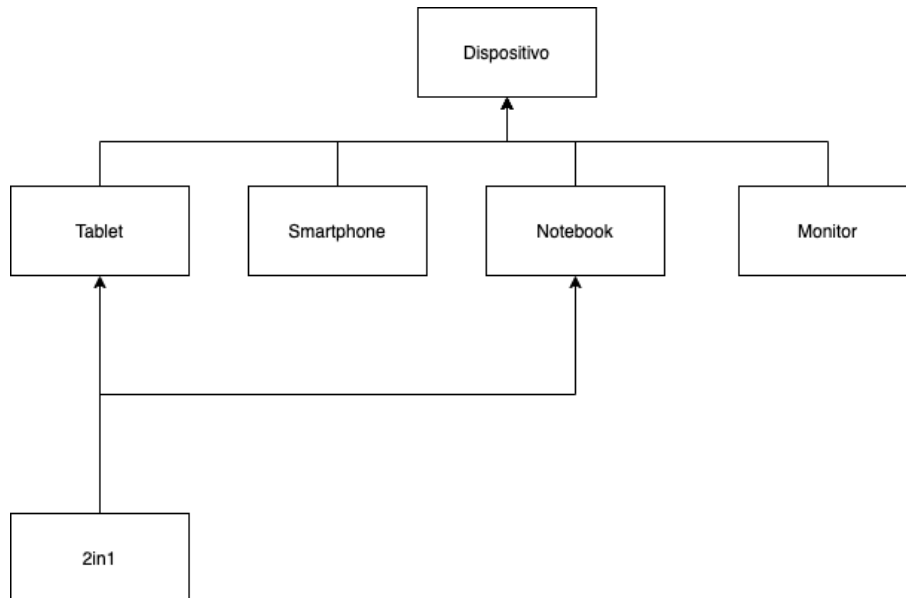 Dispositivo
Tablet
Smartphone
Notebook
Monitor
2in1